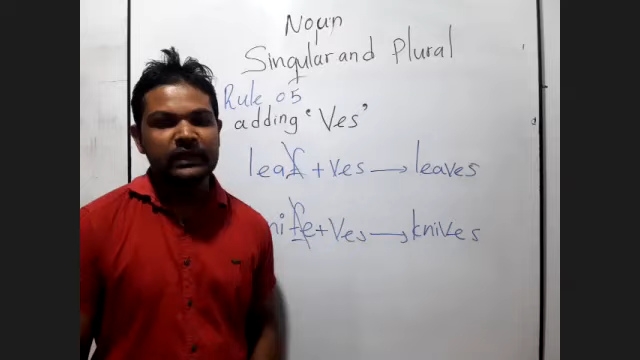 Noun
Singular and Plural
Rule 05
adding "Ves"
leaf + ves → leaves
nife + Ves → knives